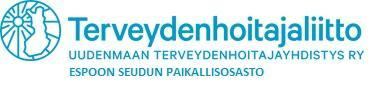 Terveydenhoitajaliitto
UUDENMAAN TERVEYDENHOITAJAYHDISTYS RY
ESPOON SEUDUN PAIKALLISOSASTO